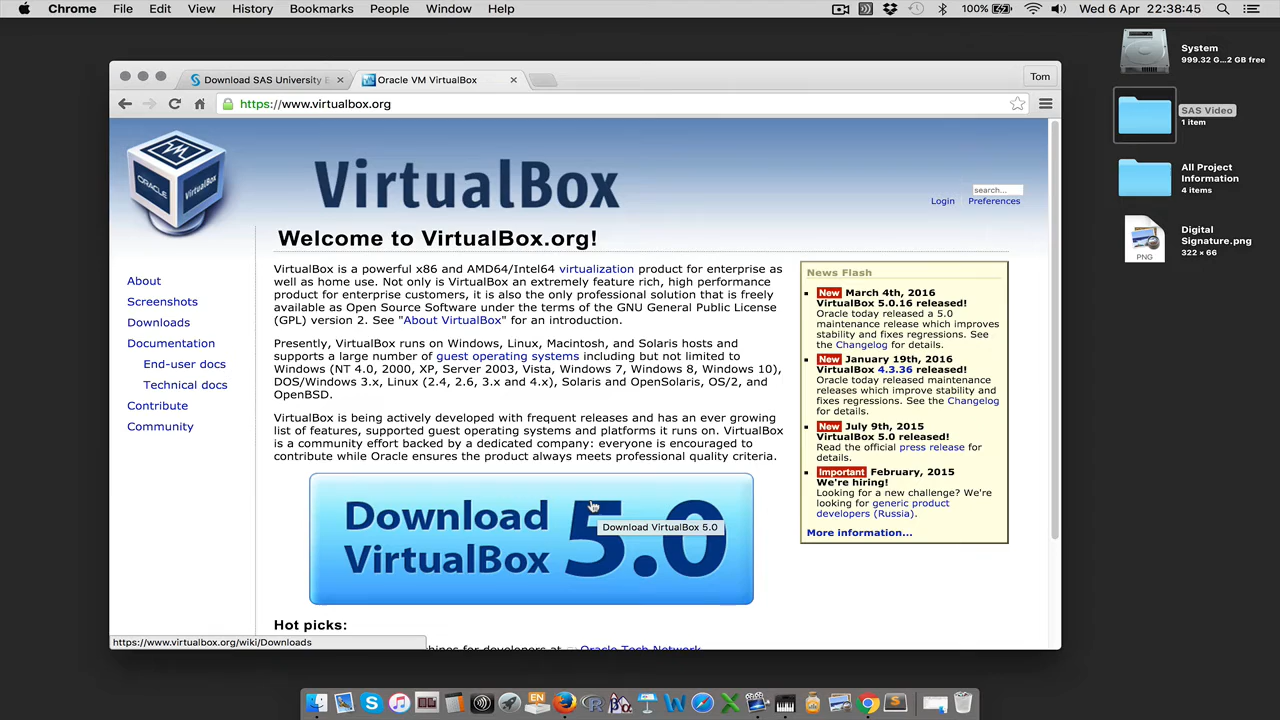 Chrome File Edit View History Bookmarks People Window Help 100% Wed 6 Apr 22:38:45
Download SAS University
Oracle VM VirtualBox
Tom
https://www.virtualbox.org
ORACLE
VirtualBox
VirtualBox
search...
Login Preferences
Welcome to VirtualBox.org!
About
Screenshots
Downloads
Documentation
End-user docs
Technical docs
Contribute
Community
VirtualBox is a powerful x86 and AMD64/Intel64 virtualization product for enterprise as
well as home use. Not only is VirtualBox an extremely feature rich, high performance
product for enterprise customers, it is also the only professional solution that is freely
available as Open Source Software under the terms of the GNU General Public License
(GPL) version 2. See "About VirtualBox" for an introduction.
Presently, VirtualBox runs on Windows, Linux, Macintosh, and Solaris hosts and
supports a large number of guest operating systems including but not limited to
Windows (NT 4.0, 2000, XP, Server 2003, Vista, Windows 7, Windows 8, Windows 10),
DOS/Windows 3.x, Linux (2.4, 2.6, 3.x and 4.x), Solaris and OpenSolaris, OS/2, and
OpenBSD.
VirtualBox is being actively developed with frequent releases and has an ever growing
list of features, supported guest operating systems and platforms it runs on. VirtualBox
is a community effort backed by a dedicated company: everyone is encouraged to
contribute while Oracle ensures the product always meets professional quality criteria.
Download
VirtualBox 5.0
Download VirtualBox 5.0
Hot picks:
hines for developers at Oracle Tech Network
https://www.virtualbox.org/wiki/Downloads
News Flash
New March 4th, 2016
VirtualBox 5.0.16 released!
Oracle today released a 5.0
maintenance release which improves
stability and fixes regressions. See
the Changelog for details.
New January 19th, 2016
VirtualBox 4.3.36 released!
Oracle today released maintenance
releases which improve stability and
fixes regressions. See the Changelog
for details.
New July 9th, 2015
VirtualBox 5.0 released!
Read the official press release for
details.
Important February, 2015
We're hiring!
Looking for a new challenge? We're
looking for generic product
developers (Russia).
More information...
System
999.32 G...2 GB free
SAS Video
1 item
All Project
Information
4 items
Digital
Signature.png
322 × 66
PNG
EN